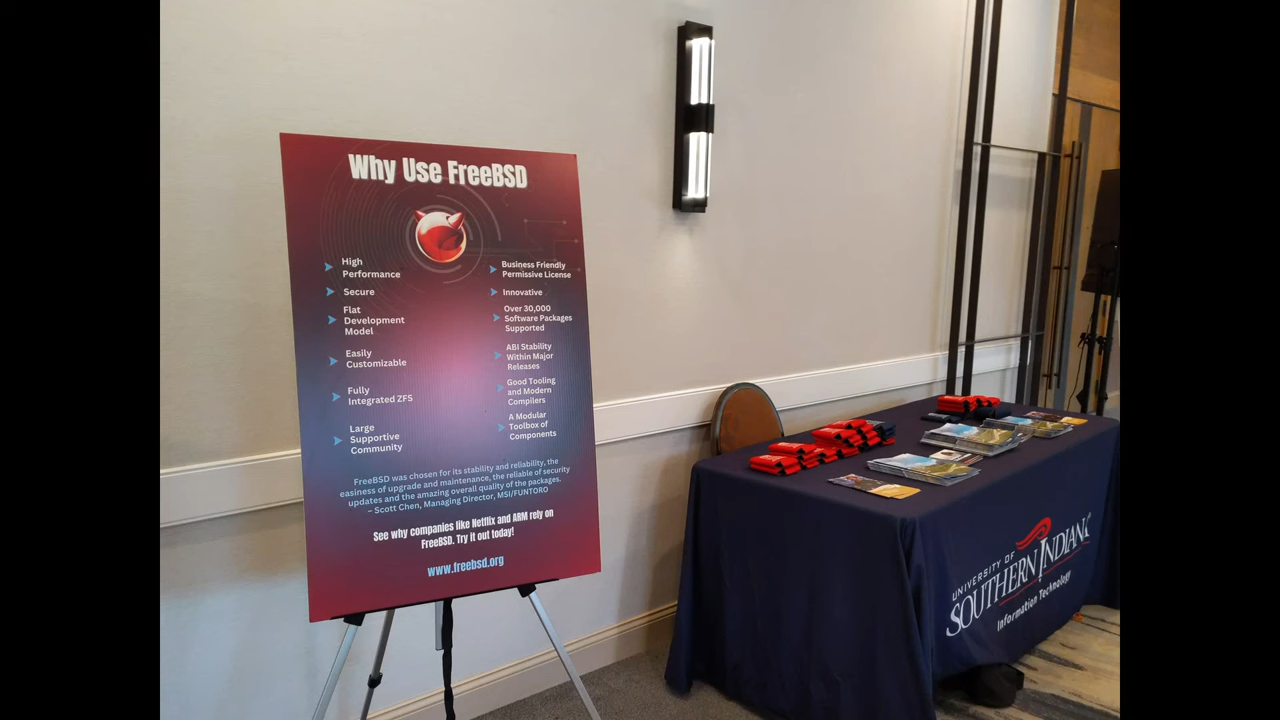 Why Use FreeBSD
High
Performance
Secure
Flat
Development
Model
Easily
Customizable
Fully
Integrated ZFS
Large
Supportive
Community
Business Friendly
Permissive License
Innovative
Over 30,000
Software Packages
Supported
ABI Stability
Within Major
Releases
Good Tooling
and Modern
Compilers
A Modular
Toolbox of
Components
FreeBSD was chosen for its stability and reliability, the
easiness of upgrade and maintenance, the reliable of security
updates and the amazing overall quality of the packages.
– Scott Chen, Managing Director, MSI/FUNTORO
See why companies like Netflix and ARM rely on
FreeBSD. Try it out today!
www.freebsd.org
UNIVERSITY OF
SOUTHERN INDIANA
Information Technology